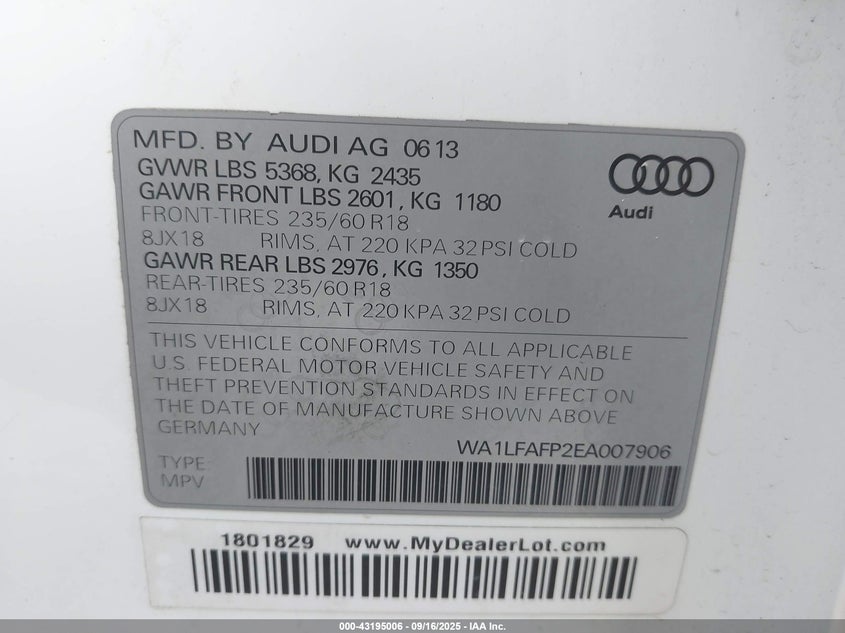 MFD. BY AUDI AG 06 13
GVWR LBS 5368, KG 2435
GAWR FRONT LBS 2601, KG 1180
FRONT-TIRES 235/60 R18
8JX18 RIMS, AT 220 KPA 32 PSI COLD
GAWR REAR LBS 2976, KG 1350
REAR-TIRES 235/60 R18
8JX18 RIMS, AT 220 KPA 32 PSI COLD
Audi
THIS VEHICLE CONFORMS TO ALL APPLICABLE
U.S. FEDERAL MOTOR VEHICLE SAFETY AND
THEFT PREVENTION STANDARDS IN EFFECT ON
THE DATE OF MANUFACTURE SHOWN ABOVE
GERMANY
WA1LFAFP2EA007906
TYPE:
MPV
1801829 www.MyDealerLot.com
000-43195006 - 09/16/2025 - IAA Inc.